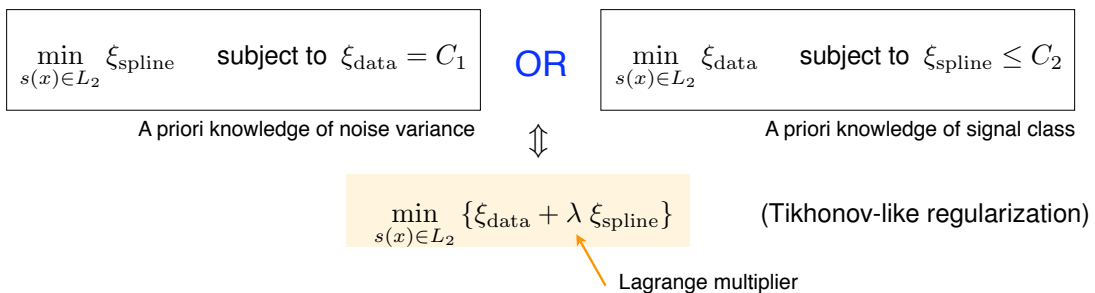 min ξ_spline subject to ξ_data = C_1 OR min ξ_data subject to ξ_spline ≤ C_2
s(x)∈L_2 s(x)∈L_2
A priori knowledge of noise variance ⇕ A priori knowledge of signal class
min {ξ_data + λ ξ_spline} (Tikhonov-like regularization)
s(x)∈L_2
Lagrange multiplier